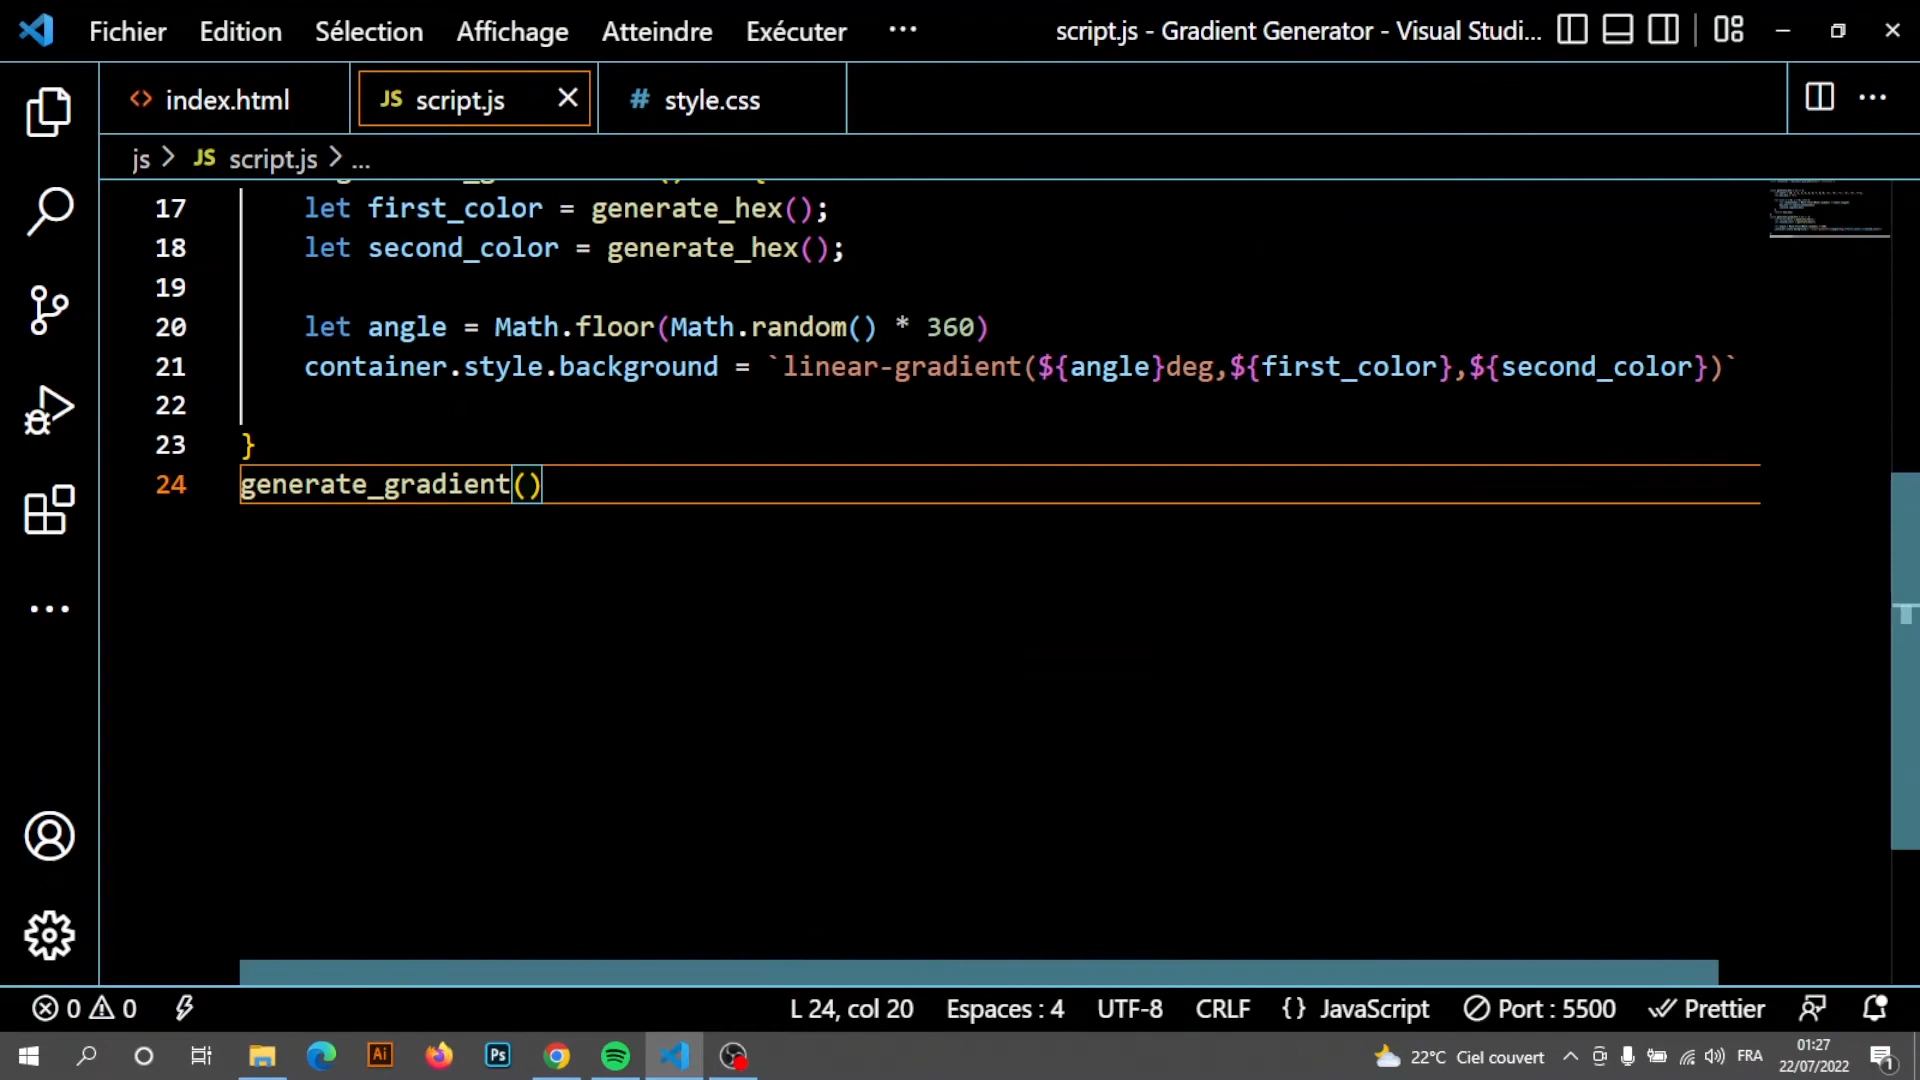 Fichier Edition Sélection Affichage Atteindre Exécuter ··· script.js - Gradient Generator - Visual Studi...
<> index.html JS script.js # style.css ···
js > JS script.js > ...
17 let first_color = generate_hex();
18 let second_color = generate_hex();
19
20 let angle = Math.floor(Math.random() * 360)
21 container.style.background = `linear-gradient(${angle}deg,${first_color},${second_color})`
22
23 }
24 generate_gradient()
0 0 L 24, col 20 Espaces : 4 UTF-8 CRLF {} JavaScript Port : 5500 Prettier
Ai Ps 22°C Ciel couvert FRA 01:27
22/07/2022 1